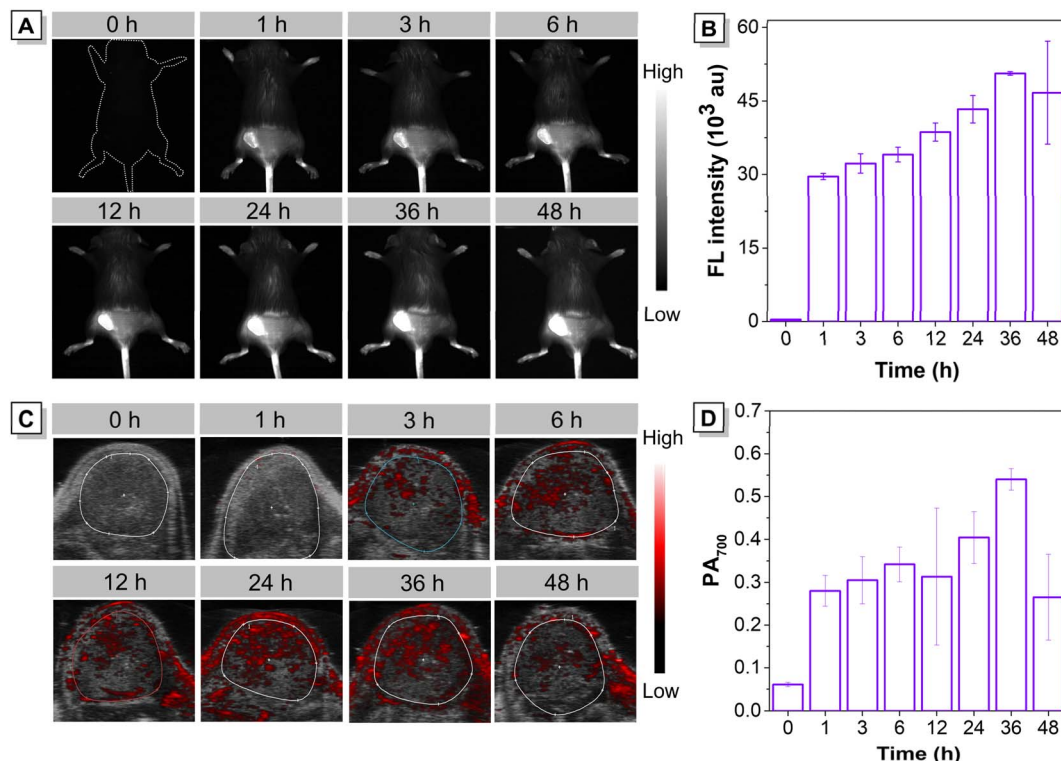 A
0 h 1 h 3 h 6 h
12 h 24 h 36 h 48 h
High
Low
B
FL intensity (10³ au)
60
45
30
15
0
0 1 3 6 12 24 36 48
Time (h)
C
0 h 1 h 3 h 6 h
12 h 24 h 36 h 48 h
High
Low
D
PA700
0.7
0.6
0.5
0.4
0.3
0.2
0.1
0.0
0 1 3 6 12 24 36 48
Time (h)